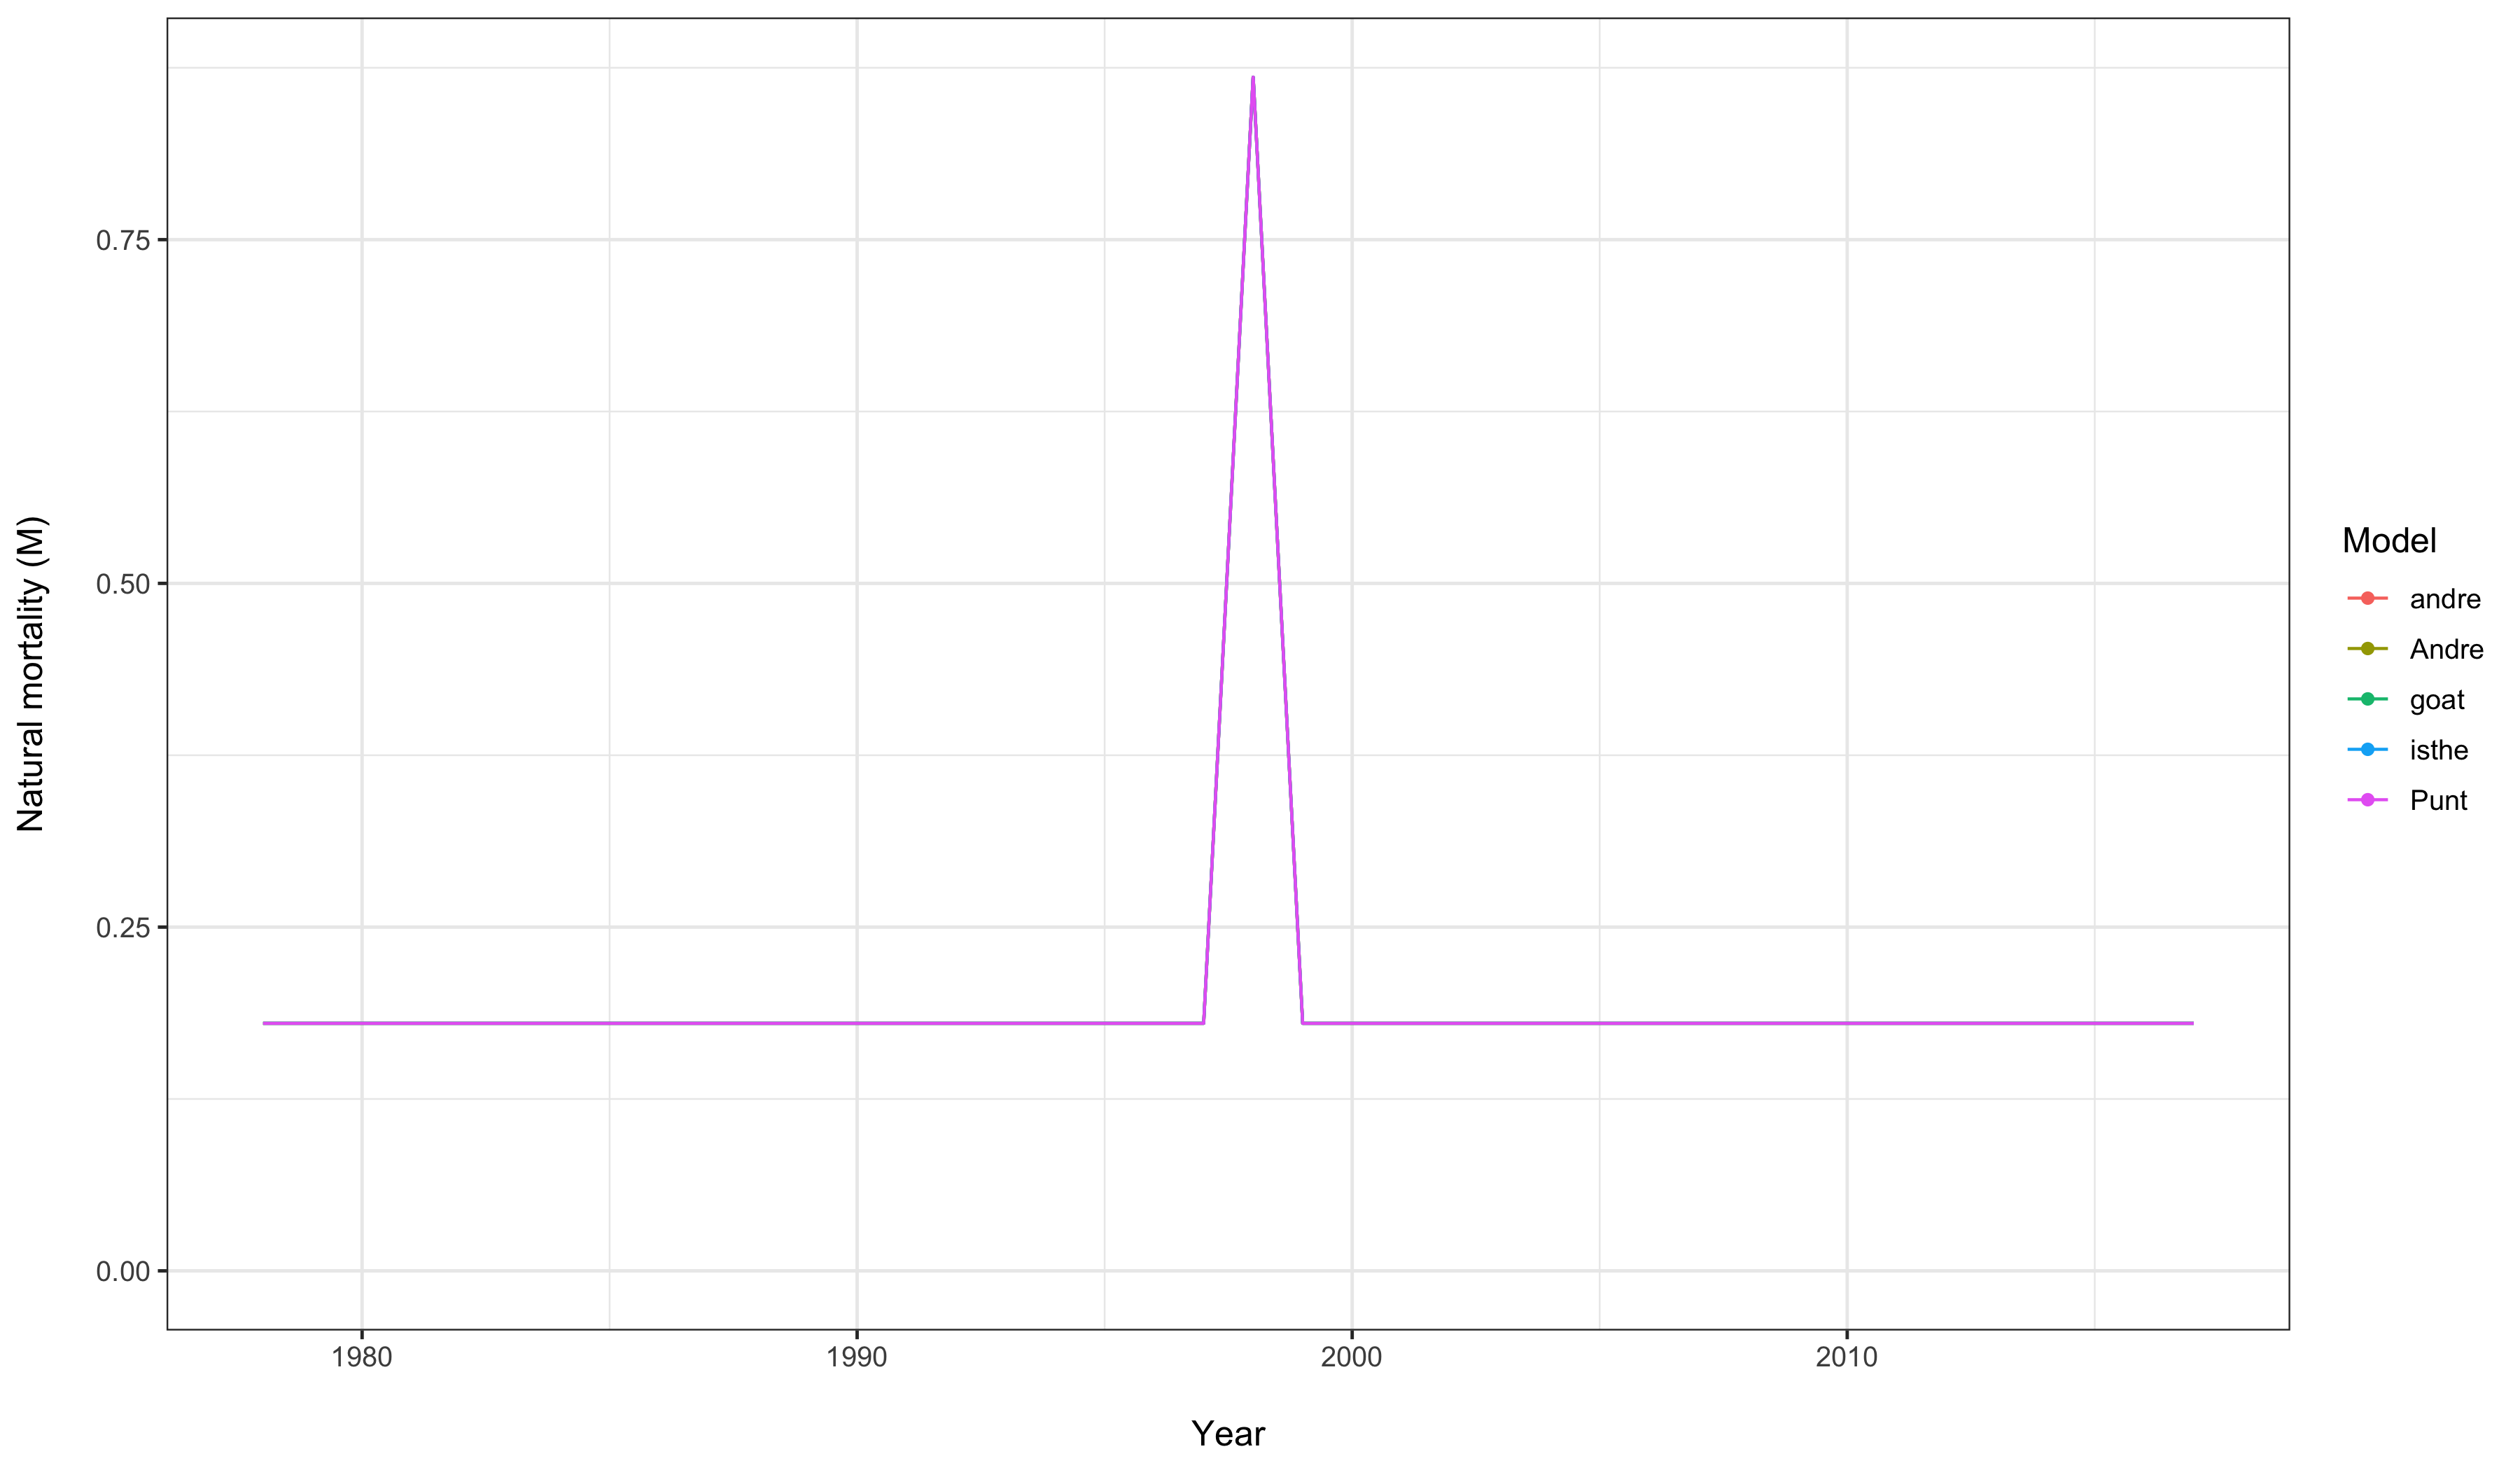 Natural mortality (M)
0.75
0.50
0.25
0.00
1980 1990 2000 2010
Year
Model
andre
Andre
goat
isthe
Punt